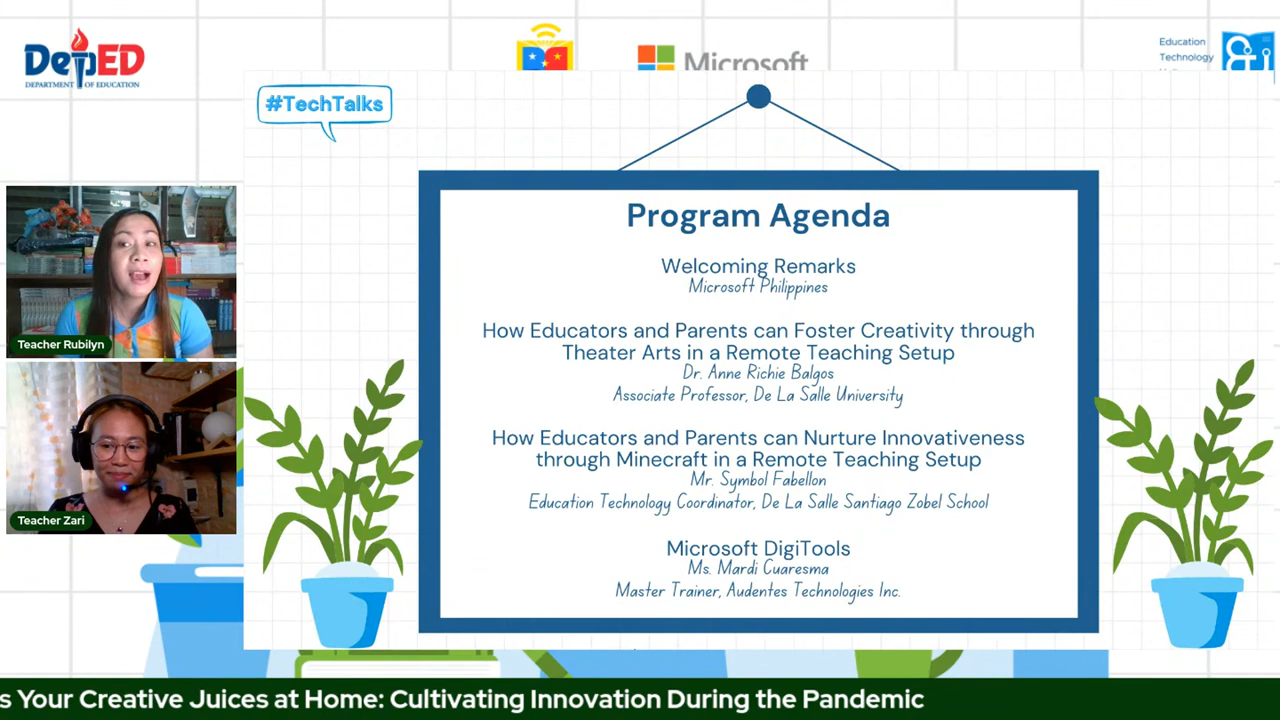 DepED
DEPARTMENT OF EDUCATION
Microsoft
Education
Technology
#TechTalks
Program Agenda
Welcoming Remarks
Microsoft Philippines
How Educators and Parents can Foster Creativity through
Theater Arts in a Remote Teaching Setup
Dr. Anne Richie Balgos
Associate Professor, De La Salle University
How Educators and Parents can Nurture Innovativeness
through Minecraft in a Remote Teaching Setup
Mr. Symbol Fabellon
Education Technology Coordinator, De La Salle Santiago Zobel School
Microsoft DigiTools
Ms. Mardi Cuaresma
Master Trainer, Audentes Technologies Inc.
Teacher Rubilyn
Teacher Zari
s Your Creative Juices at Home: Cultivating Innovation During the Pandemic